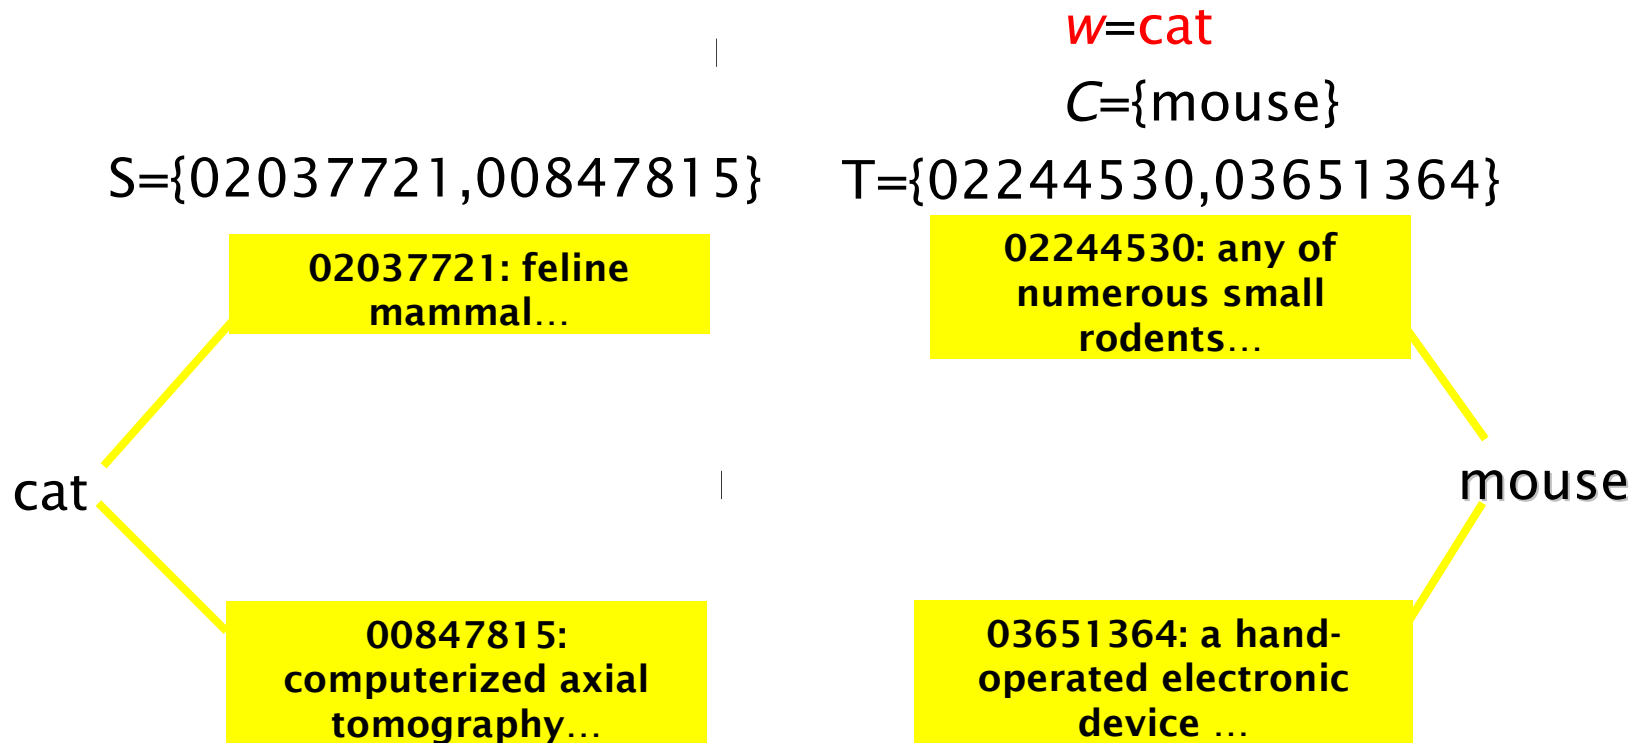 w=cat
C={mouse}
S={02037721,00847815}
T={02244530,03651364}
02037721: feline
mammal…
02244530: any of
numerous small
rodents…
cat
mouse
00847815:
computerized axial
tomography…
03651364: a hand-
operated electronic
device …